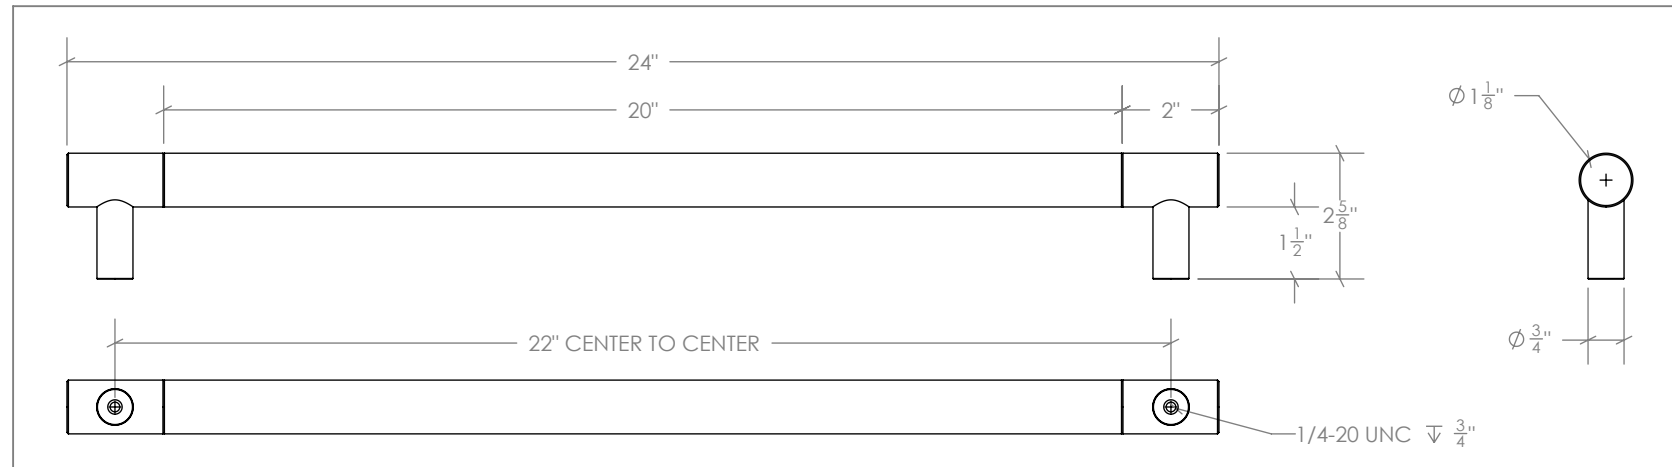 24"
20"
2"
Ø1 1/8"
2 5/8"
1 1/2"
22" CENTER TO CENTER
Ø 3/4"
1/4-20 UNC ↧ 3/4"